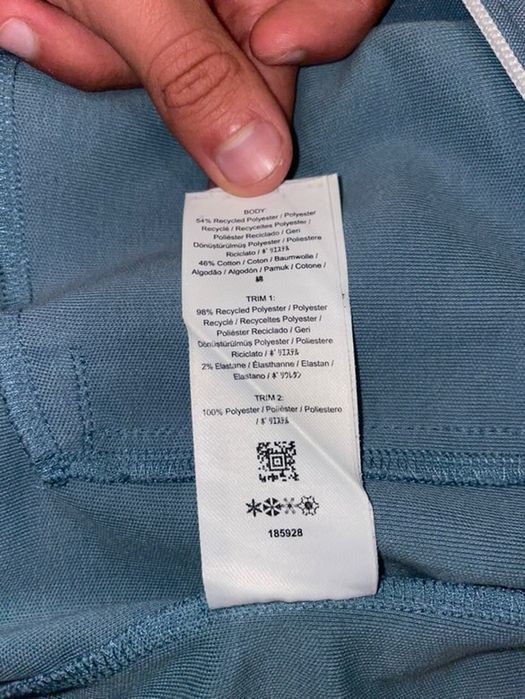 BODY:
54% Recycled Polyester / Polyester
Recyclé / Recyceltes Polyester /
Poliéster Reciclado / Geri
Dönüştürülmüş Polyester / Poliestere
Riciclato / ﾎﾟﾘｴｽﾃﾙ
46% Cotton / Coton / Baumwolle /
Algodão / Algodón / Pamuk / Cotone /
綿
TRIM 1:
98% Recycled Polyester / Polyester
Recyclé / Recyceltes Polyester /
Poliéster Reciclado / Geri
Dönüştürülmüş Polyester / Poliestere
Riciclato / ﾎﾟﾘｴｽﾃﾙ
2% Elastane / Élasthanne / Elastan /
Elastano / ﾎﾟﾘｳﾚﾀﾝ
TRIM 2:
100% Polyester / Poliéster / Poliestere
/ ﾎﾟﾘｴｽﾃﾙ
185928